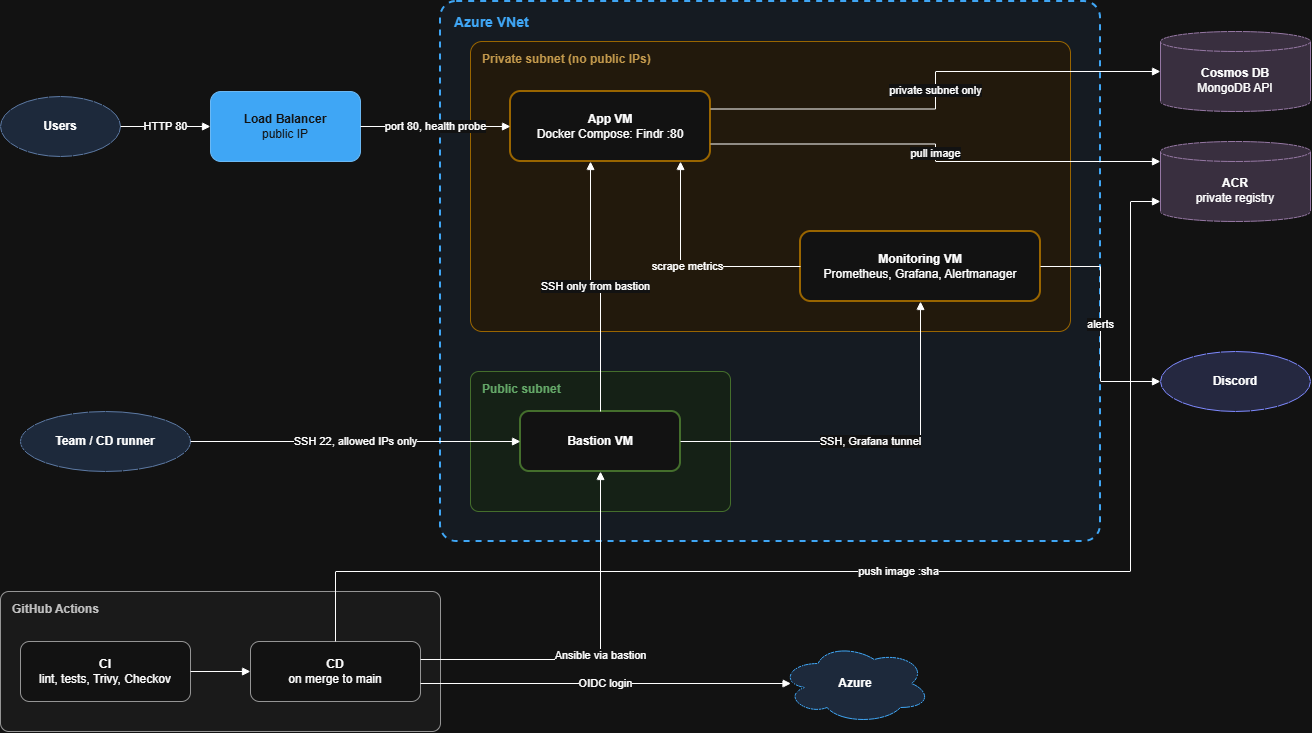 Azure VNet
Private subnet (no public IPs)
Cosmos DB
MongoDB API
private subnet only
Users
HTTP 80
Load Balancer
public IP
port 80, health probe
App VM
Docker Compose: Findr :80
pull image
ACR
private registry
Monitoring VM
Prometheus, Grafana, Alertmanager
scrape metrics
SSH only from bastion
alerts
Public subnet
Discord
Team / CD runner
SSH 22, allowed IPs only
Bastion VM
SSH, Grafana tunnel
push image :sha
GitHub Actions
CI
lint, tests, Trivy, Checkov
CD
on merge to main
Ansible via bastion
OIDC login
Azure